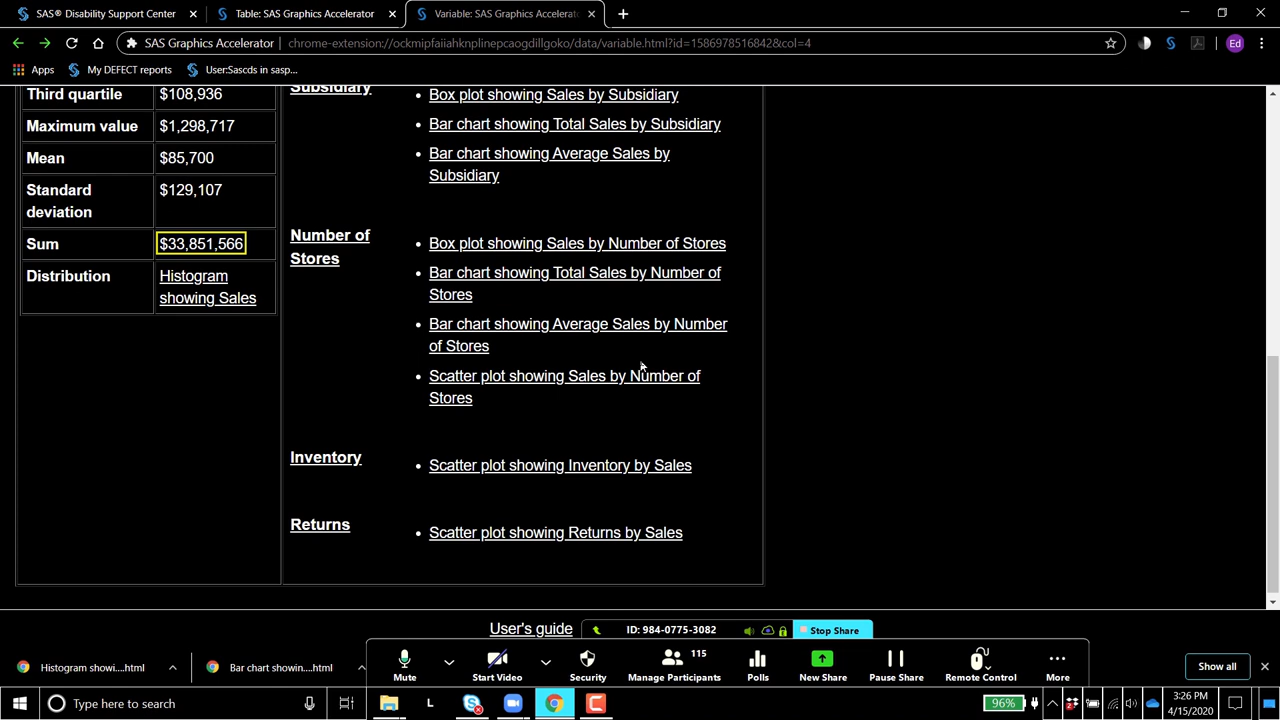 SAS® Disability Support Center
Table: SAS Graphics Accelerator
Variable: SAS Graphics Accelerato
SAS Graphics Accelerator
chrome-extension://ockmipfaiiahknplinepcaogdillgoko/data/variable.html?id=15869785168428&col=4
Ed
Apps
My DEFECT reports
User:Sascds in sasp...
Third quartile $108,936
Maximum value $1,298,717
Mean $85,700
Standard deviation $129,107
Sum $33,851,566
Distribution Histogram showing Sales
Subsidiary
• Box plot showing Sales by Subsidiary
• Bar chart showing Total Sales by Subsidiary
• Bar chart showing Average Sales by
Subsidiary
Number of
Stores
• Box plot showing Sales by Number of Stores
• Bar chart showing Total Sales by Number of
Stores
• Bar chart showing Average Sales by Number
of Stores
• Scatter plot showing Sales by Number of
Stores
Inventory
• Scatter plot showing Inventory by Sales
Returns
• Scatter plot showing Returns by Sales
User's guide
ID: 984-0775-3082
Stop Share
Mute
Start Video
Security
115
Manage Participants
Polls
New Share
Pause Share
Remote Control
More
Histogram showi....html
Bar chart showin....html
Show all
Type here to search
L
96%
3:26 PM
4/15/2020